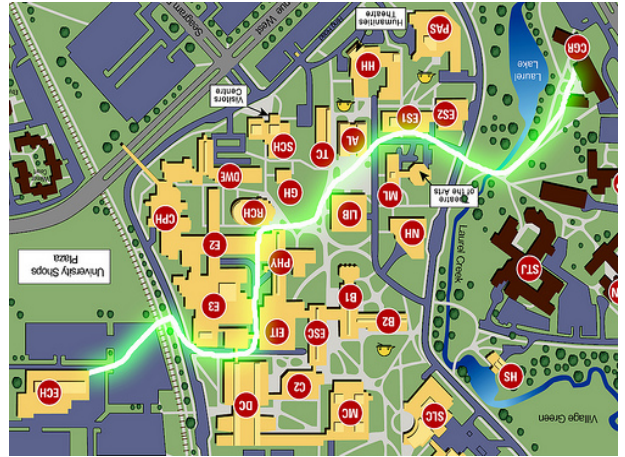 Village Green
SLC
MC
DC
ECH
C2
HS
ESC
EIT
B2
E3
B1
University Shops
Plaza
STJ
PHY
E2
Laurel Creek
NH
CPH
LIB
RCH
Theatre
of the Arts
ML
GH
DWE
TC
SCH
AL
ES1
ES2
Visitors
Centre
Laurel
Lake
HH
CGR
PAS
Humanities
Theatre
Seagram